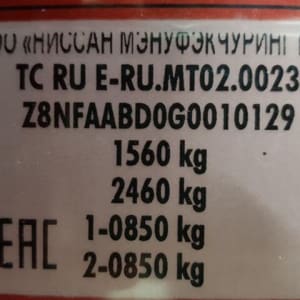 ОО «НИССАН МЭНУФЭКЧУРИНГ
TC RU E-RU.MT02.0023
Z8NFAABD0G0010129
1560 kg
2460 kg
1-0850 kg
2-0850 kg
EAC